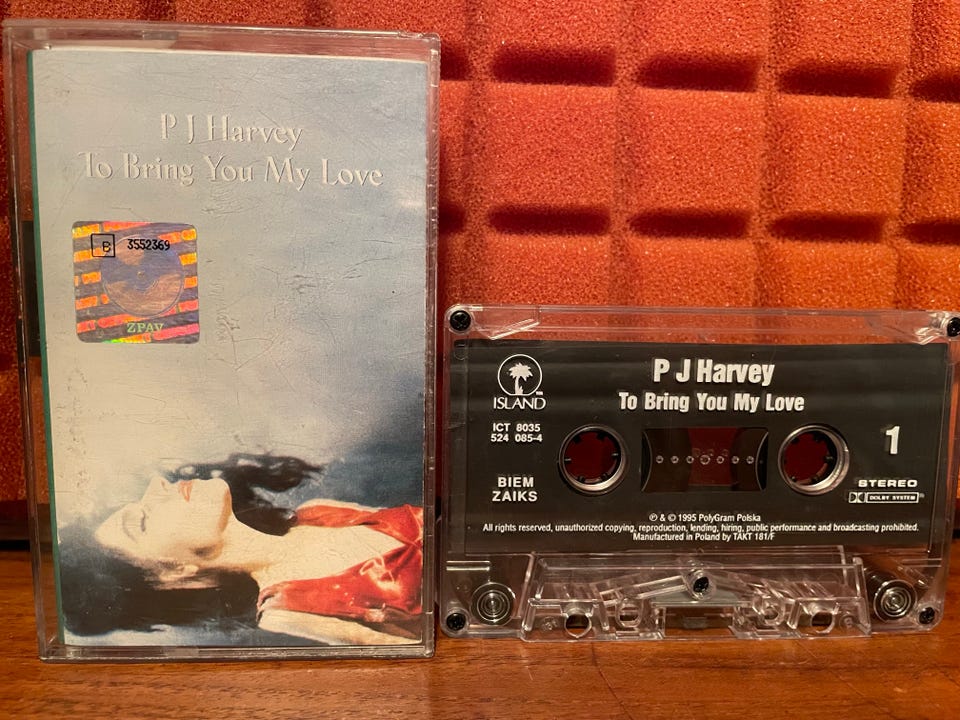 P J Harvey
To Bring You My Love
B 3552369
ZPAV
ISLAND
P J Harvey
To Bring You My Love
ICT 8035
524 085-4
1
BIEM
ZAIKS
STEREO
DOLBY SYSTEM
℗ & © 1995 PolyGram Polska
All rights reserved, unauthorized copying, reproduction, lending, hiring, public performance and broadcasting prohibited.
Manufactured in Poland by TAKT 181/F